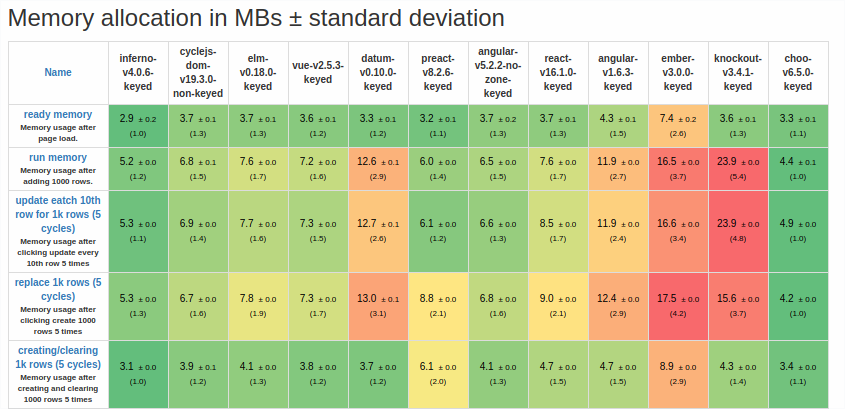 Memory allocation in MBs ± standard deviation
Name
inferno-
v4.0.6-
keyed
cyclejs-
dom-
v19.3.0-
non-keyed
elm-
v0.18.0-
keyed
vue-v2.5.3-
keyed
datum-
v0.10.0-
keyed
preact-
v8.2.6-
keyed
angular-
v5.2.2-no-
zone-
keyed
react-
v16.1.0-
keyed
angular-
v1.6.3-
keyed
ember-
v3.0.0-
keyed
knockout-
v3.4.1-
keyed
choo-
v6.5.0-
keyed
ready memory
Memory usage after
page load.
2.9 ± 0.2
(1.0)
3.7 ± 0.1
(1.3)
3.7 ± 0.1
(1.3)
3.6 ± 0.1
(1.2)
3.3 ± 0.1
(1.2)
3.2 ± 0.1
(1.1)
3.7 ± 0.2
(1.3)
3.7 ± 0.1
(1.3)
4.3 ± 0.1
(1.5)
7.4 ± 0.2
(2.6)
3.6 ± 0.1
(1.3)
3.3 ± 0.1
(1.1)
run memory
Memory usage after
adding 1000 rows.
5.2 ± 0.0
(1.2)
6.8 ± 0.1
(1.5)
7.6 ± 0.0
(1.7)
7.2 ± 0.0
(1.6)
12.6 ± 0.1
(2.9)
6.0 ± 0.0
(1.4)
6.5 ± 0.0
(1.5)
7.6 ± 0.0
(1.7)
11.9 ± 0.0
(2.7)
16.5 ± 0.0
(3.7)
23.9 ± 0.0
(5.4)
4.4 ± 0.1
(1.0)
update eatch 10th
row for 1k rows (5
cycles)
Memory usage after
clicking update every
10th row 5 times
5.3 ± 0.0
(1.1)
6.9 ± 0.0
(1.4)
7.7 ± 0.0
(1.6)
7.3 ± 0.0
(1.5)
12.7 ± 0.1
(2.6)
6.1 ± 0.0
(1.2)
6.6 ± 0.0
(1.3)
8.5 ± 0.0
(1.7)
11.9 ± 0.0
(2.4)
16.6 ± 0.0
(3.4)
23.9 ± 0.0
(4.8)
4.9 ± 0.0
(1.0)
replace 1k rows (5
cycles)
Memory usage after
clicking create 1000
rows 5 times
5.3 ± 0.0
(1.3)
6.7 ± 0.0
(1.6)
7.8 ± 0.0
(1.9)
7.3 ± 0.0
(1.7)
13.0 ± 0.1
(3.1)
8.8 ± 0.0
(2.1)
6.8 ± 0.0
(1.6)
9.0 ± 0.0
(2.1)
12.4 ± 0.0
(2.9)
17.5 ± 0.0
(4.2)
15.6 ± 0.0
(3.7)
4.2 ± 0.0
(1.0)
creating/clearing
1k rows (5 cycles)
Memory usage after
creating and clearing
1000 rows 5 times
3.1 ± 0.0
(1.0)
3.9 ± 0.1
(1.2)
4.1 ± 0.0
(1.3)
3.8 ± 0.0
(1.2)
3.7 ± 0.0
(1.2)
6.1 ± 0.0
(2.0)
4.1 ± 0.0
(1.3)
4.7 ± 0.0
(1.5)
4.7 ± 0.0
(1.5)
8.9 ± 0.0
(2.9)
4.3 ± 0.0
(1.4)
3.4 ± 0.0
(1.1)